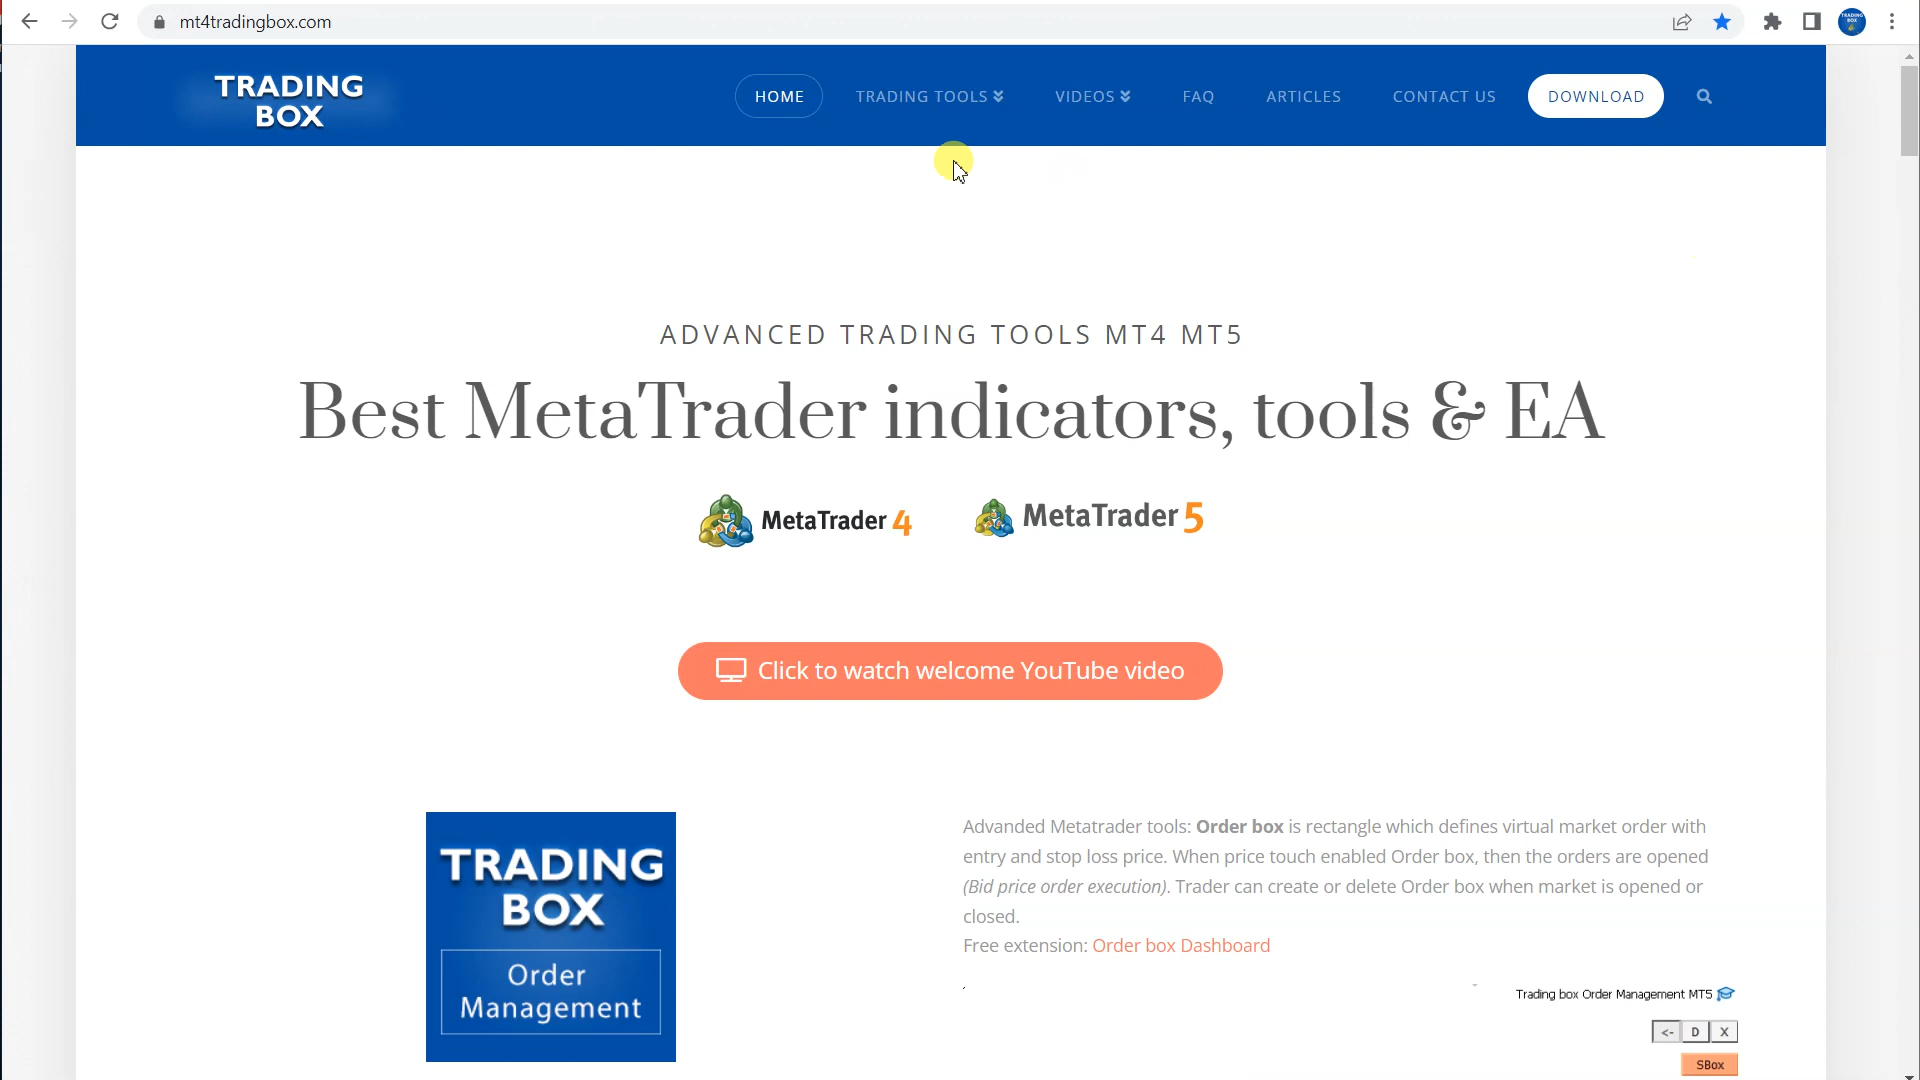 mt4tradingbox.com
TRADING
BOX
HOME
TRADING TOOLS
VIDEOS
FAQ
ARTICLES
CONTACT US
DOWNLOAD
ADVANCED TRADING TOOLS MT4 MT5
Best MetaTrader indicators, tools & EA
MetaTrader 4
MetaTrader 5
Click to watch welcome YouTube video
TRADING
BOX
Order
Management
Advanded Metatrader tools: Order box is rectangle which defines virtual market order with
entry and stop loss price. When price touch enabled Order box, then the orders are opened
(Bid price order execution). Trader can create or delete Order box when market is opened or
closed.
Free extension: Order box Dashboard
Trading box Order Management MT5
<- D X
SBox